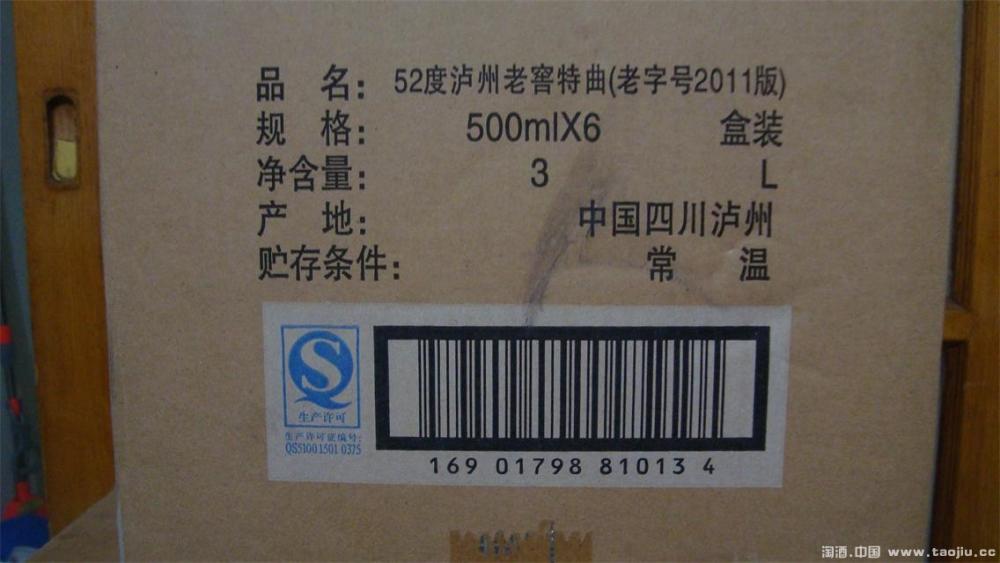 品 名: 52度泸州老窖特曲(老字号2011版)
规 格: 500mlX6 盒装
净含量: 3 L
产 地: 中国四川泸州
贮存条件: 常 温
生产许可
生产许可证编号:
QS5100 1501 0375
169 01798 81013 4
淘酒.中国 www.taojiu.cc